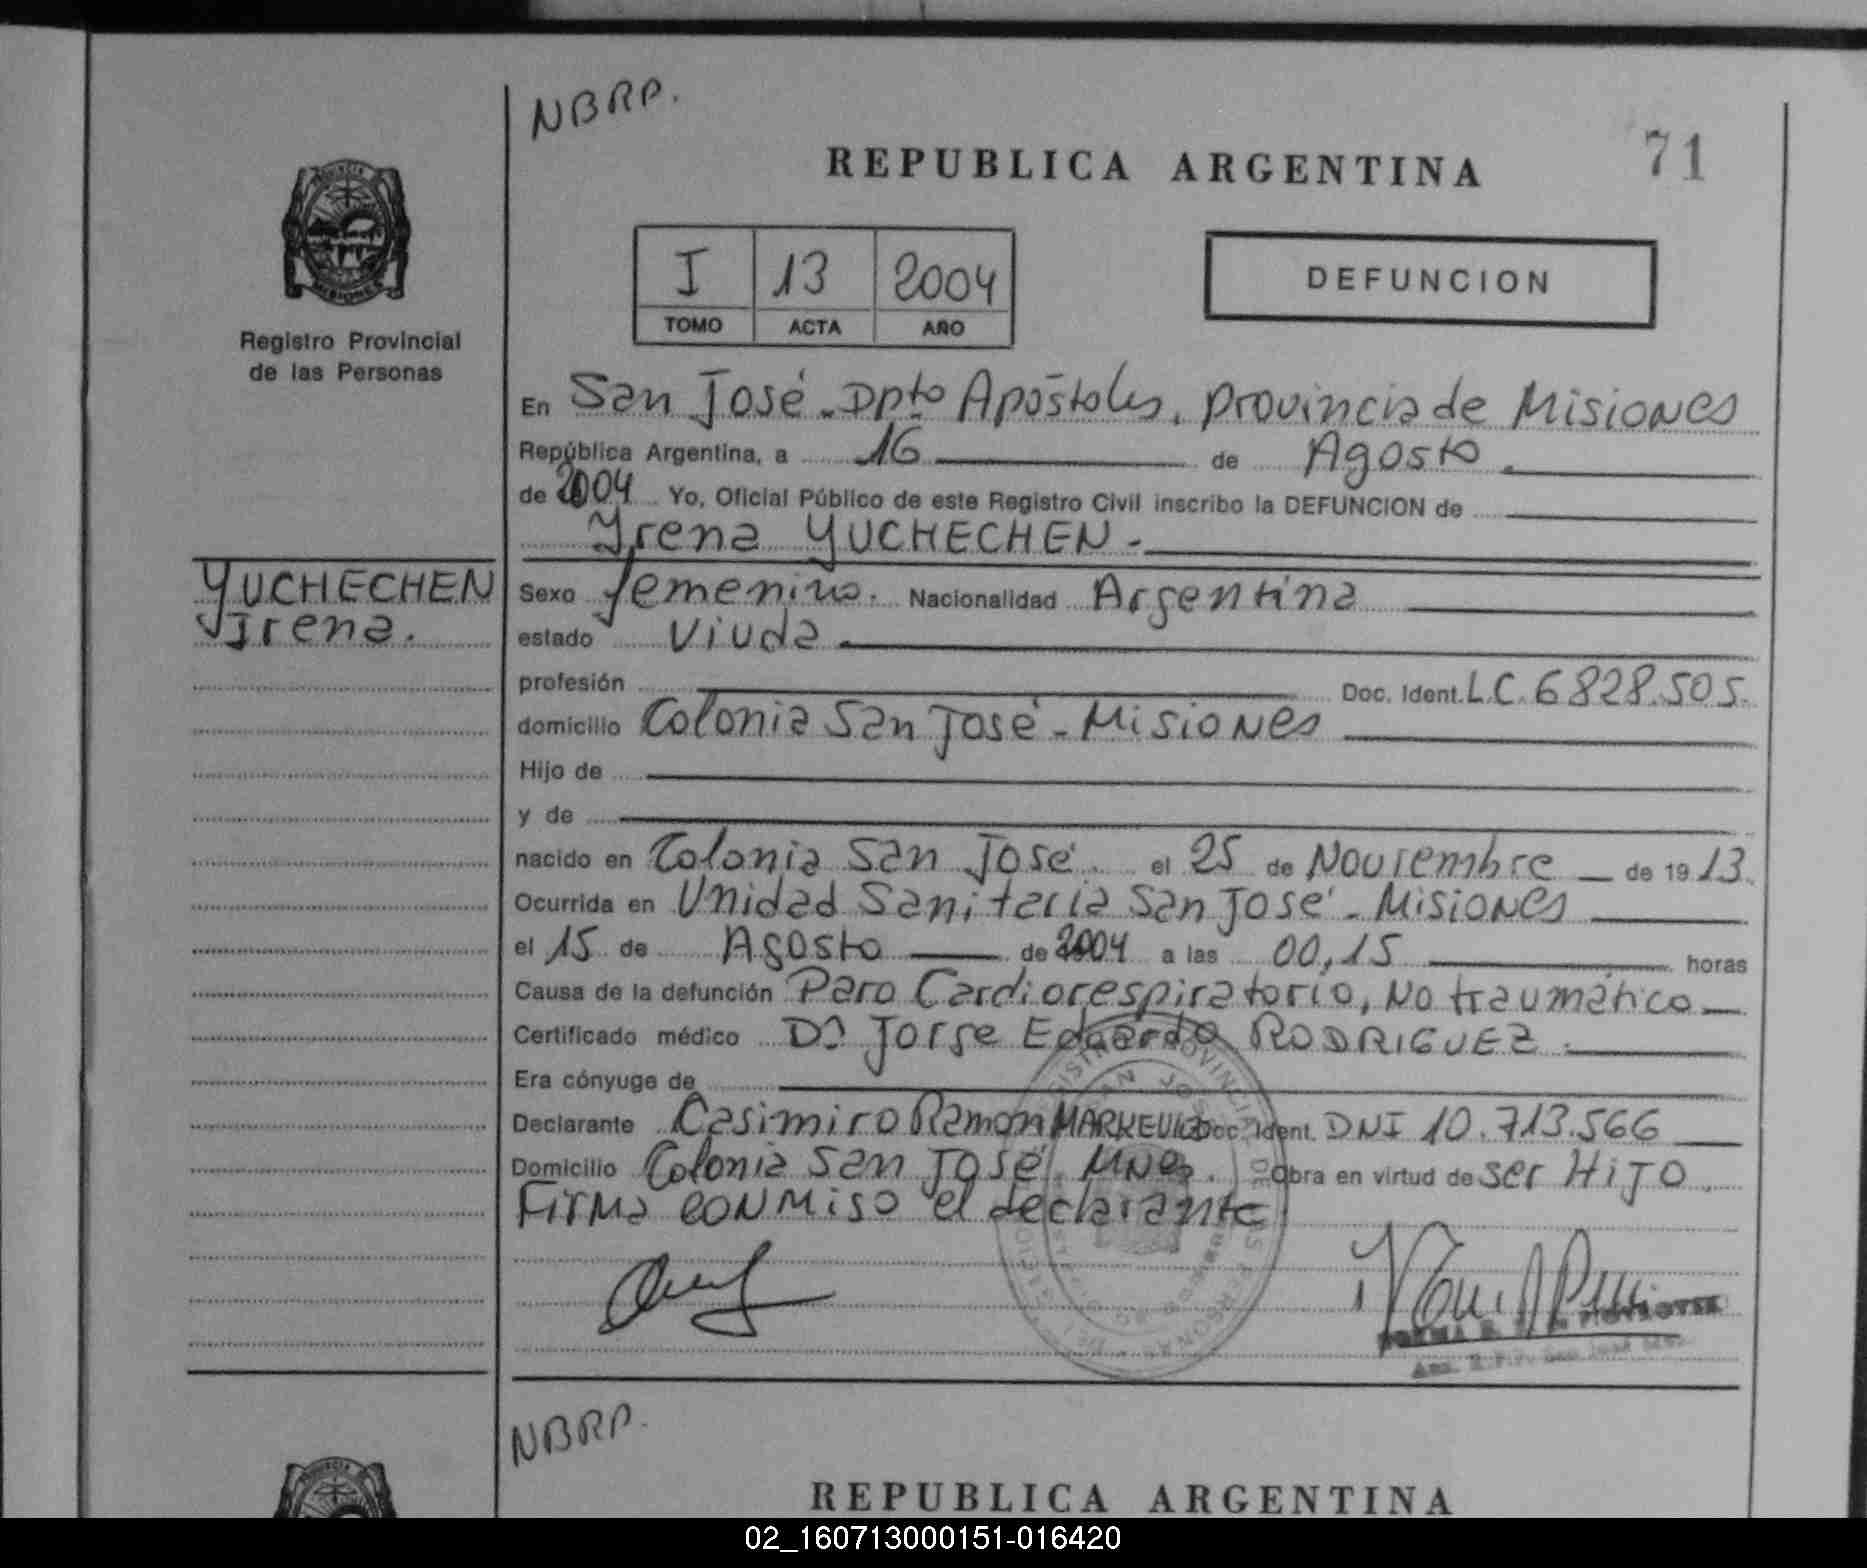 NBRP.
REPUBLICA ARGENTINA
71
I 13 2004
TOMO ACTA AÑO
DEFUNCION
Registro Provincial
de las Personas
En San José - Dpto Apóstoles, provincia de Misiones
República Argentina, a 16 de Agosto.
de 2004 Yo, Oficial Público de este Registro Civil inscribo la DEFUNCION de
Yrena YUCHECHEN.-
YUCHECHEN
Irena.
Sexo femenino. Nacionalidad Argentina
estado Viuda
profesión Doc. Ident. L.C. 6828.505.
domicilio Colonia San José - Misiones
Hijo de
y de
nacido en Colonia San José. el 25 de Noviembre de 1913.
Ocurrida en Unidad Sanitaria San José - Misiones
el 15 de Agosto de 2004 a las 00,15 horas
Causa de la defunción Paro Cardiorespiratorio, No traumático
Certificado médico Dr Jorge Eduardo RODRIGUEZ.
Era cónyuge de
Declarante Casimiro Ramon Doc. Ident. DNI 10.713.566
Domicilio Colonia San José. MNES. Obra en virtud de ser HIJO.
Firma conmiso el declarante
NBRP.
REPUBLICA ARGENTINA
02_160713000151-016420